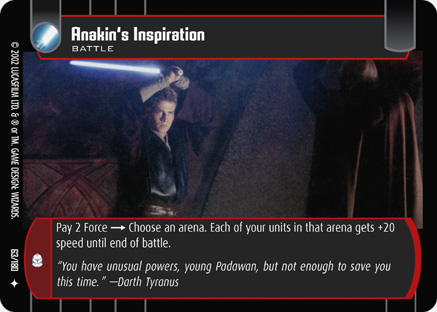 Anakin's Inspiration
BATTLE
© 2002 LUCASFILM LTD. & ® or TM. GAME DESIGN: WIZARDS.
Pay 2 Force → Choose an arena. Each of your units in that arena gets +20
speed until end of battle.
"You have unusual powers, young Padawan, but not enough to save you
this time." —Darth Tyranus
63/180